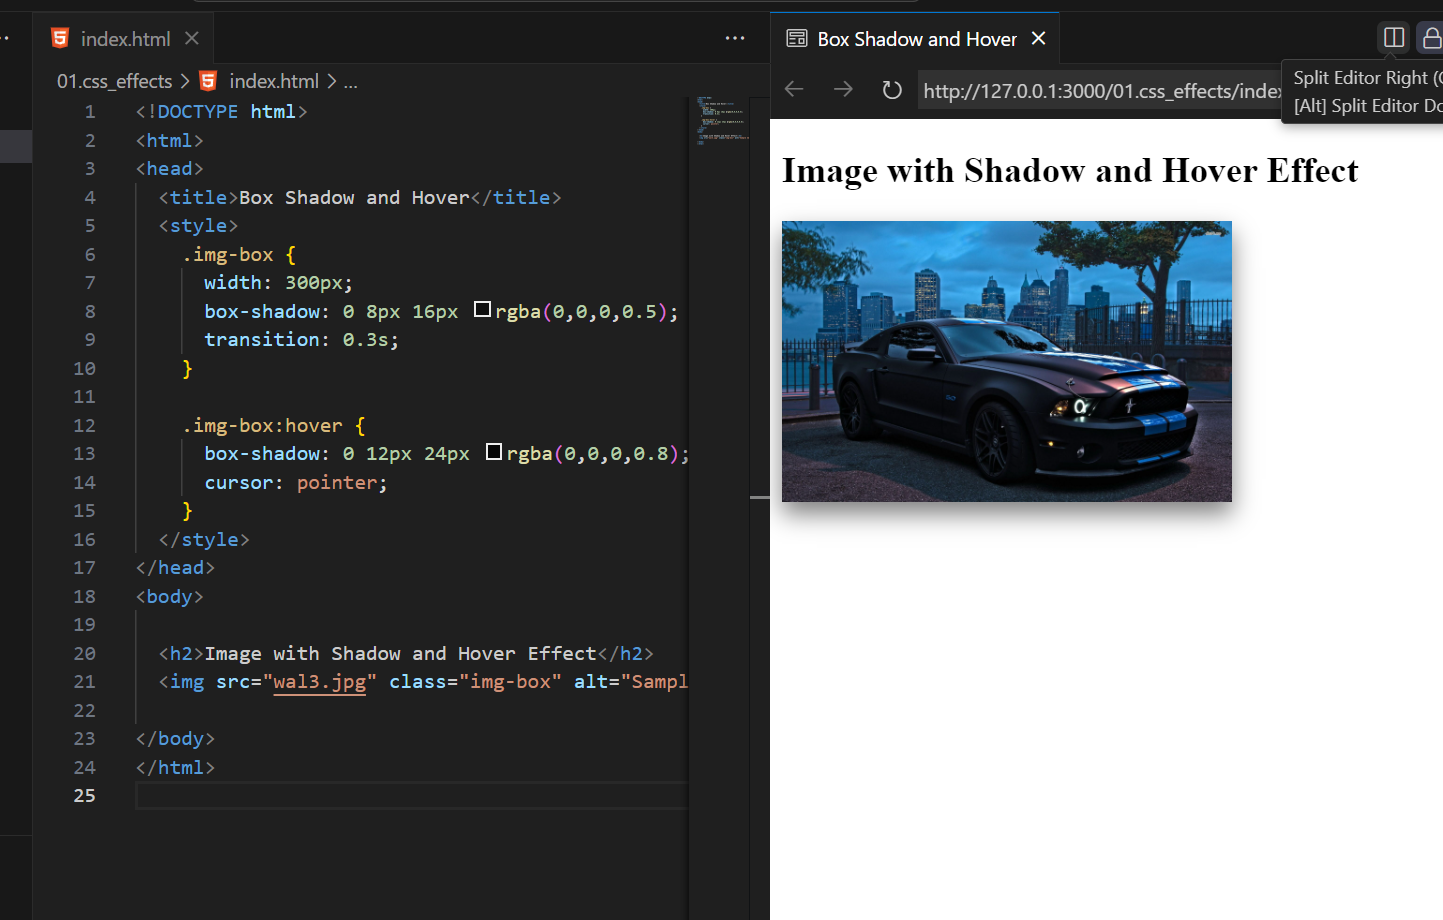 index.html
01.css_effects > index.html > ...
1 <!DOCTYPE html>
2 <html>
3 <head>
4 <title>Box Shadow and Hover</title>
5 <style>
6 .img-box {
7 width: 300px;
8 box-shadow: 0 8px 16px rgba(0,0,0,0.5);
9 transition: 0.3s;
10 }
11
12 .img-box:hover {
13 box-shadow: 0 12px 24px rgba(0,0,0,0.8);
14 cursor: pointer;
15 }
16 </style>
17 </head>
18 <body>
19
20 <h2>Image with Shadow and Hover Effect</h2>
21 <img src="wal3.jpg" class="img-box" alt="Sampl
22
23 </body>
24 </html>
25
Box Shadow and Hover
http://127.0.0.1:3000/01.css_effects/inde
Split Editor Right (
[Alt] Split Editor Do
Image with Shadow and Hover Effect